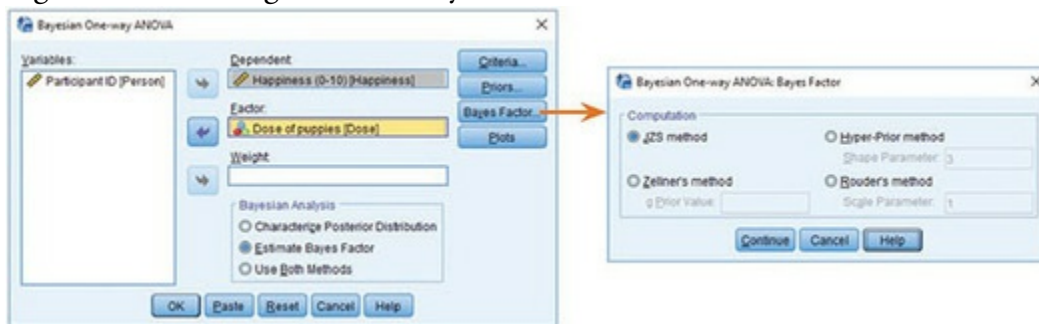 Bayesian One-way ANOVA
Variables:
Participant ID [Person]
Dependent:
Happiness (0-10) [Happiness]
Factor:
Dose of puppies [Dose]
Weight:
Bayesian Analysis
Characterize Posterior Distribution
Estimate Bayes Factor
Use Both Methods
Criteria...
Priors...
Bayes Factor...
Plots
OK Paste Reset Cancel Help
Bayesian One-way ANOVA: Bayes Factor
Computation
JZS method
Hyper-Prior method
Shape Parameter: 3
Zellner's method
Rouder's method
g Prior Value:
Scale Parameter: 1
Continue Cancel Help